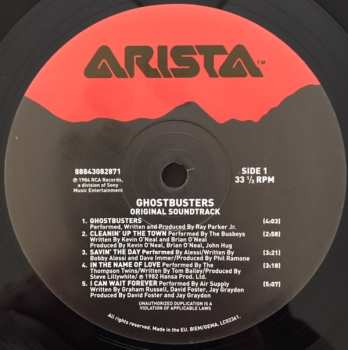 ARISTA™
88843082871
℗ 1984 RCA Records,
a division of Sony
Music Entertainment
SIDE 1
33 ⅓ RPM
GHOSTBUSTERS
ORIGINAL SOUNDTRACK
1. GHOSTBUSTERS [4:03]
Performed, Written and Produced By Ray Parker Jr.
2. CLEANIN' UP THE TOWN Performed By The Busboys [2:58]
Written By Kevin O'Neal and Brian O'Neal
Produced By Kevin O'Neal, Brian O'Neal, John Hug
3. SAVIN' THE DAY Performed By Alessi/Written By [3:21]
Bobby Alessi and Dave Immer/Produced By Phil Ramone
4. IN THE NAME OF LOVE Performed By The [3:18]
Thompson Twins/Written By Tom Bailey/Produced By
Steve Lillywhite/ ℗ 1982 Hansa Prod. Ltd.
5. I CAN WAIT FOREVER Performed By Air Supply [5:07]
Written By Graham Russell, David Foster, Jay Graydon
Produced By David Foster and Jay Graydon
UNAUTHORIZED DUPLICATION IS A
VIOLATION OF APPLICABLE LAWS
All rights reserved. Made in the EU. BIEM/GEMA. LC02361.